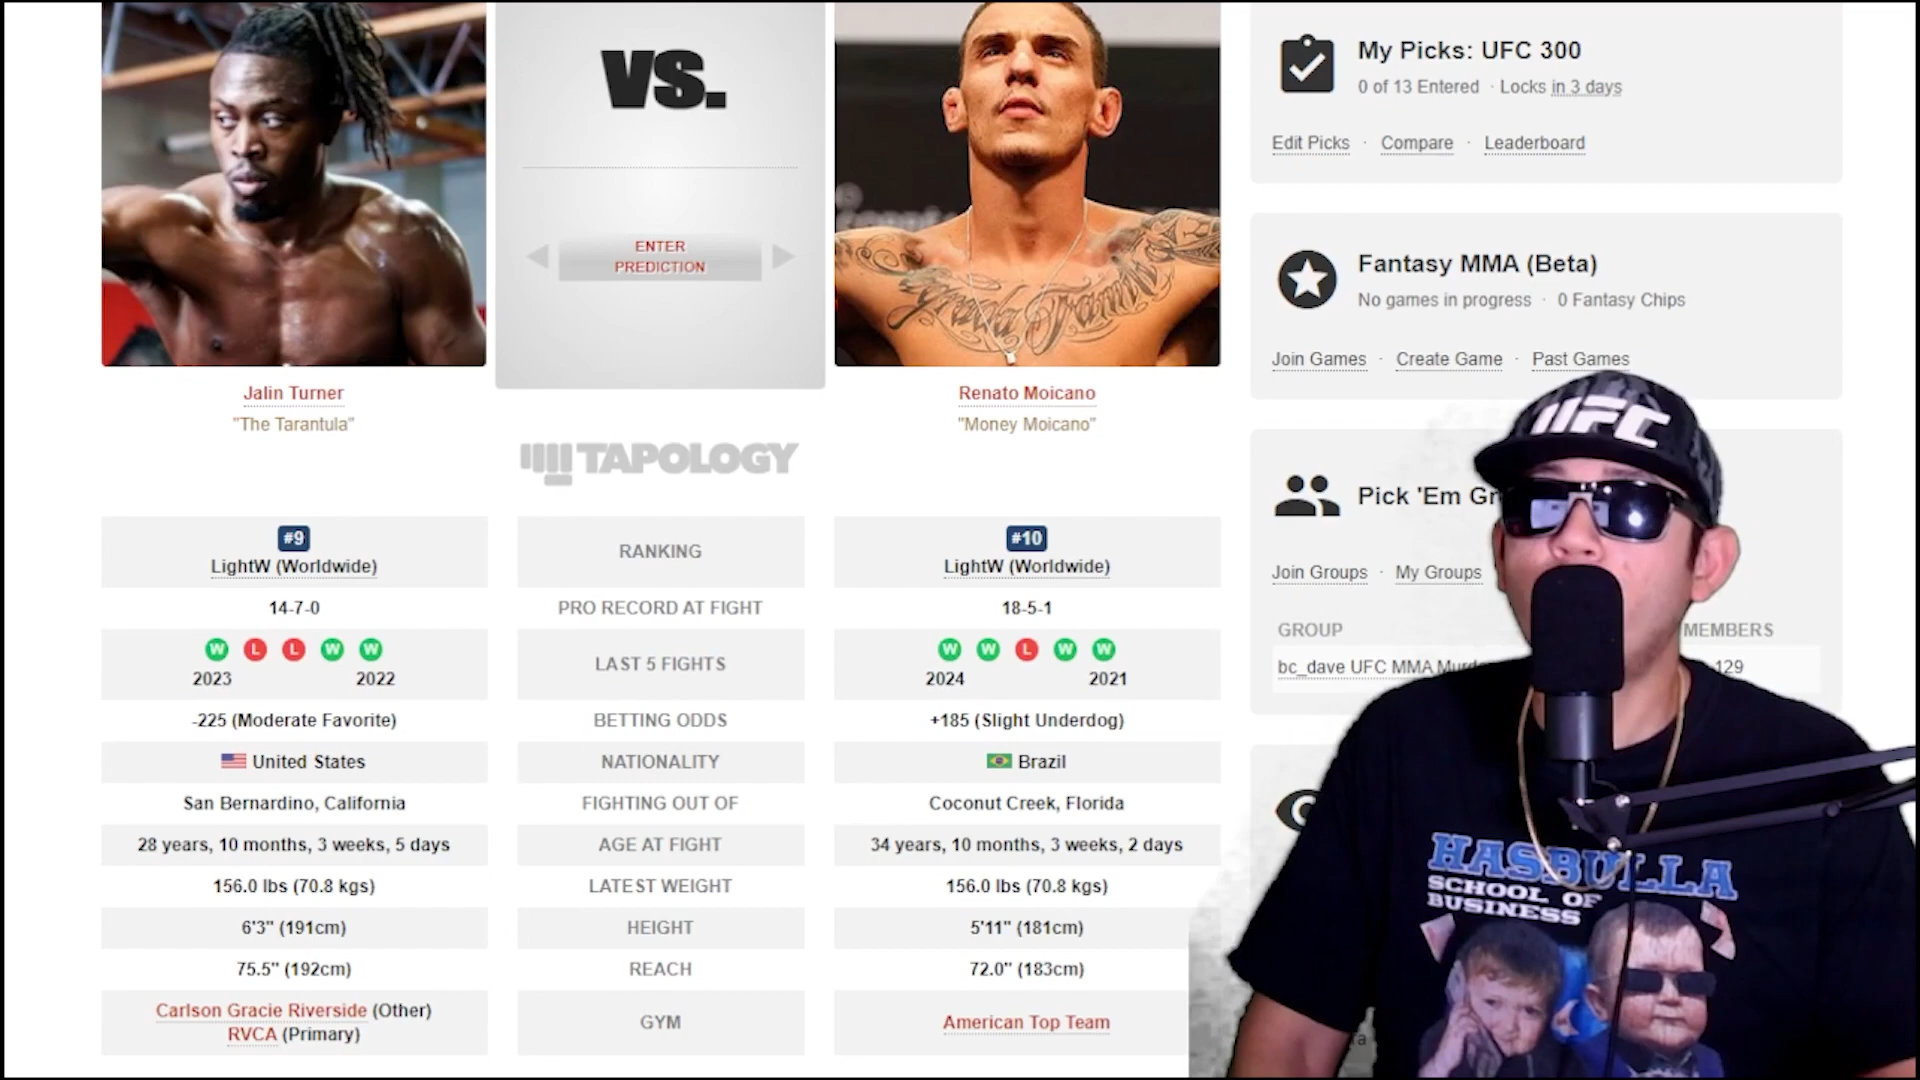 VS.
ENTER
PREDICTION
Jalin Turner
"The Tarantula"
Renato Moicano
"Money Moicano"
TAPOLOGY
#9
LightW (Worldwide)
RANKING
#10
LightW (Worldwide)
14-7-0
PRO RECORD AT FIGHT
18-5-1
W L L W W
2023 2022
LAST 5 FIGHTS
W W L W W
2024 2021
-225 (Moderate Favorite)
BETTING ODDS
+185 (Slight Underdog)
United States
NATIONALITY
Brazil
San Bernardino, California
FIGHTING OUT OF
Coconut Creek, Florida
28 years, 10 months, 3 weeks, 5 days
AGE AT FIGHT
34 years, 10 months, 3 weeks, 2 days
156.0 lbs (70.8 kgs)
LATEST WEIGHT
156.0 lbs (70.8 kgs)
6'3" (191cm)
HEIGHT
5'11" (181cm)
75.5" (192cm)
REACH
72.0" (183cm)
Carlson Gracie Riverside (Other)
RVCA (Primary)
GYM
American Top Team
My Picks: UFC 300
0 of 13 Entered · Locks in 3 days
Edit Picks · Compare · Leaderboard
Fantasy MMA (Beta)
No games in progress · 0 Fantasy Chips
Join Games · Create Game · Past Games
Pick 'Em Gr
Join Groups · My Groups
GROUP MEMBERS
bc_dave UFC MMA 129
UFC
HASBULLA
SCHOOL OF
BUSINESS